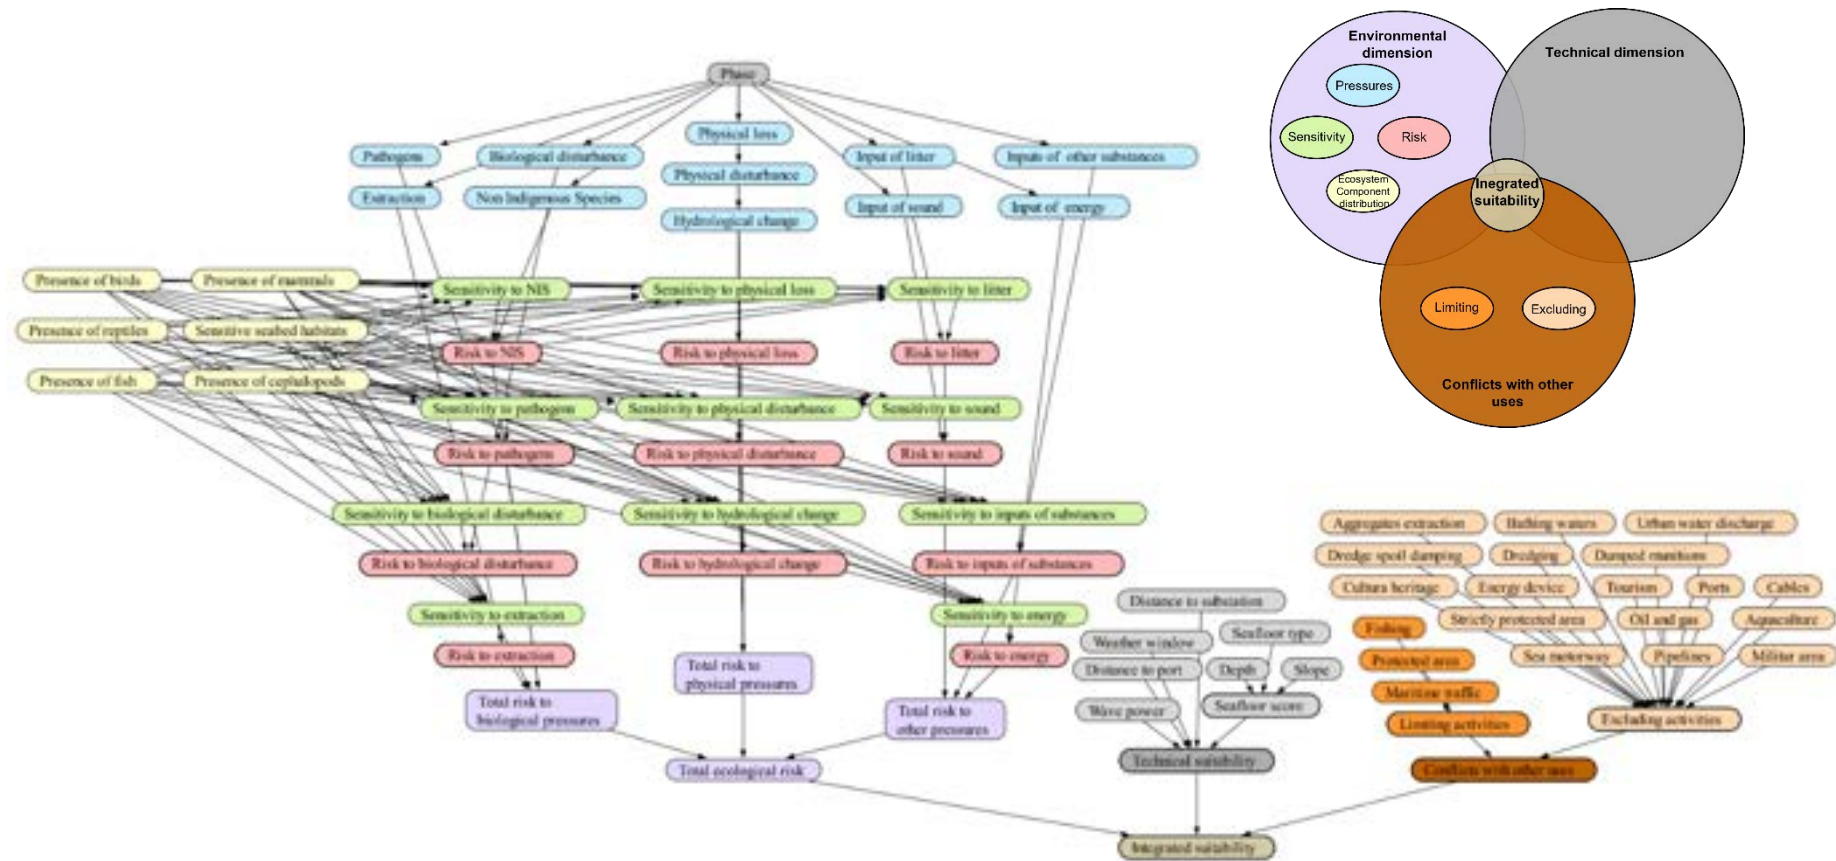 Phase
Physical loss
Pathogens
Biological disturbance
Input of litter
Inputs of other substances
Physical disturbance
Extraction
Non Indigenous Species
Input of sound
Input of energy
Hydrological change
Presence of birds
Presence of mammals
Sensitivity to NIS
Sensitivity to physical loss
Sensitivity to litter
Presence of reptiles
Sensitive seabed habitats
Risk to NIS
Risk to physical loss
Risk to litter
Presence of fish
Presence of cephalopods
Sensitivity to pathogens
Sensitivity to physical disturbance
Sensitivity to sound
Risk to pathogens
Risk to physical disturbance
Risk to sound
Sensitivity to biological disturbance
Sensitivity to hydrological change
Sensitivity to inputs of substances
Risk to biological disturbance
Risk to hydrological change
Risk to inputs of substances
Sensitivity to extraction
Sensitivity to energy
Risk to extraction
Risk to energy
Total risk to
physical pressures
Total risk to
biological pressures
Total risk to
other pressures
Total ecological risk
Distance to substation
Weather window
Seafloor type
Distance to port
Depth
Slope
Wave power
Seafloor score
Technical suitability
Aggregates extraction
Bathing waters
Urban water discharge
Dredge spoil dumping
Dredging
Dumped munitions
Cultura heritage
Energy device
Tourism
Ports
Cables
Strictly protected area
Oil and gas
Aquaculture
Sea motorway
Pipelines
Militar area
Fishing
Protected area
Maritime traffic
Limiting activities
Excluding activities
Conflicts with other uses
Integrated suitability
Environmental
dimension
Technical dimension
Pressures
Sensitivity
Risk
Ecosystem
Component
distribution
Inegrated
suitability
Limiting
Excluding
Conflicts with other
uses